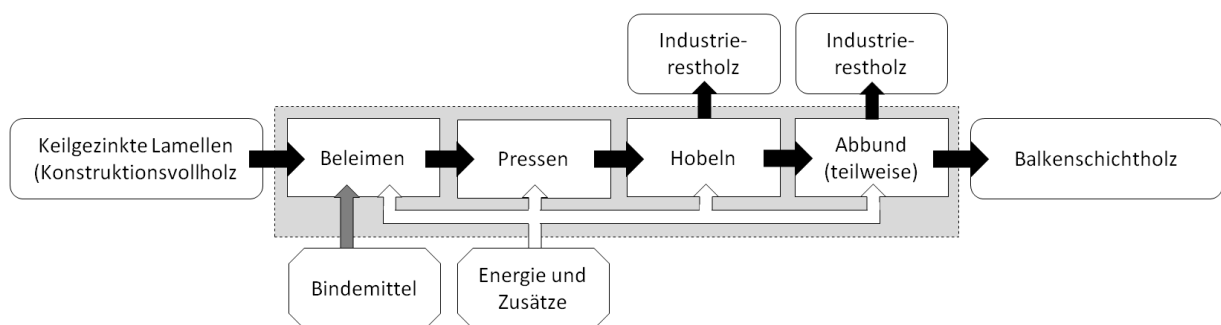 Industrie-
restholz
Industrie-
restholz
Keilgezinkte Lamellen
(Konstruktionsvollholz
Beleimen
Pressen
Hobeln
Abbund
(teilweise)
Balkenschichtholz
Bindemittel
Energie und
Zusätze